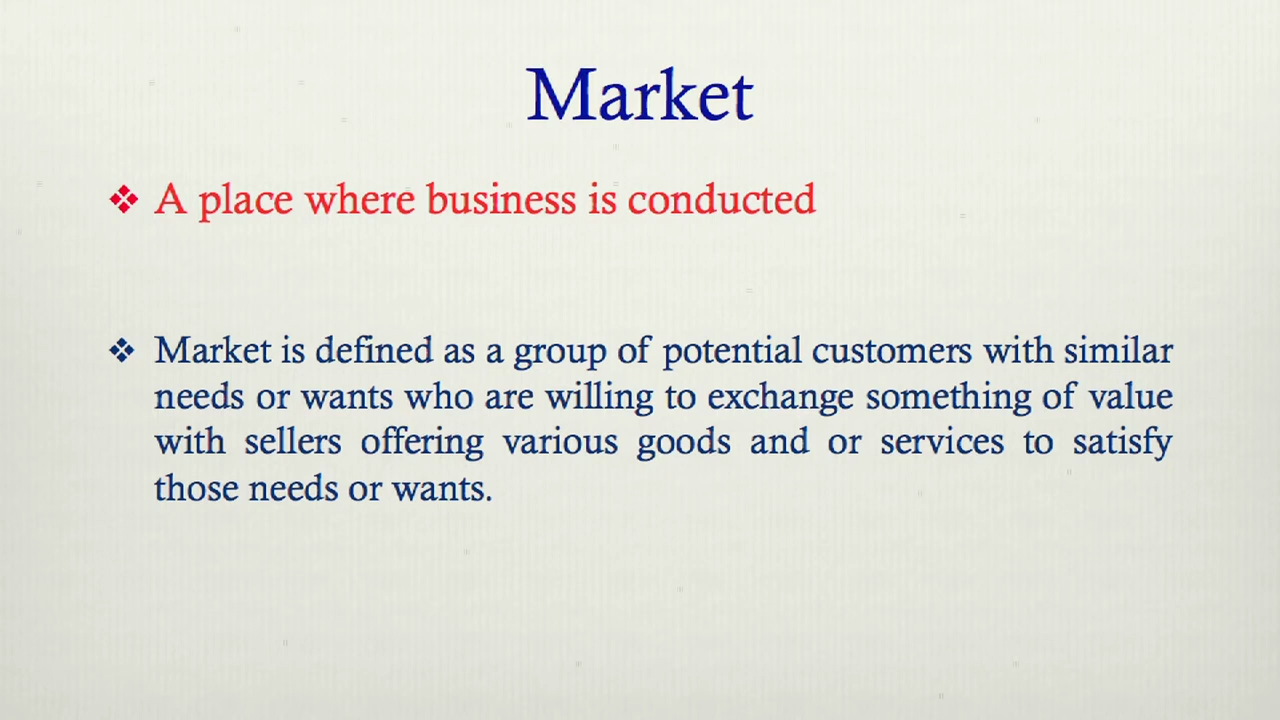 Market
❖ A place where business is conducted
❖ Market is defined as a group of potential customers with similar
needs or wants who are willing to exchange something of value
with sellers offering various goods and or services to satisfy
those needs or wants.